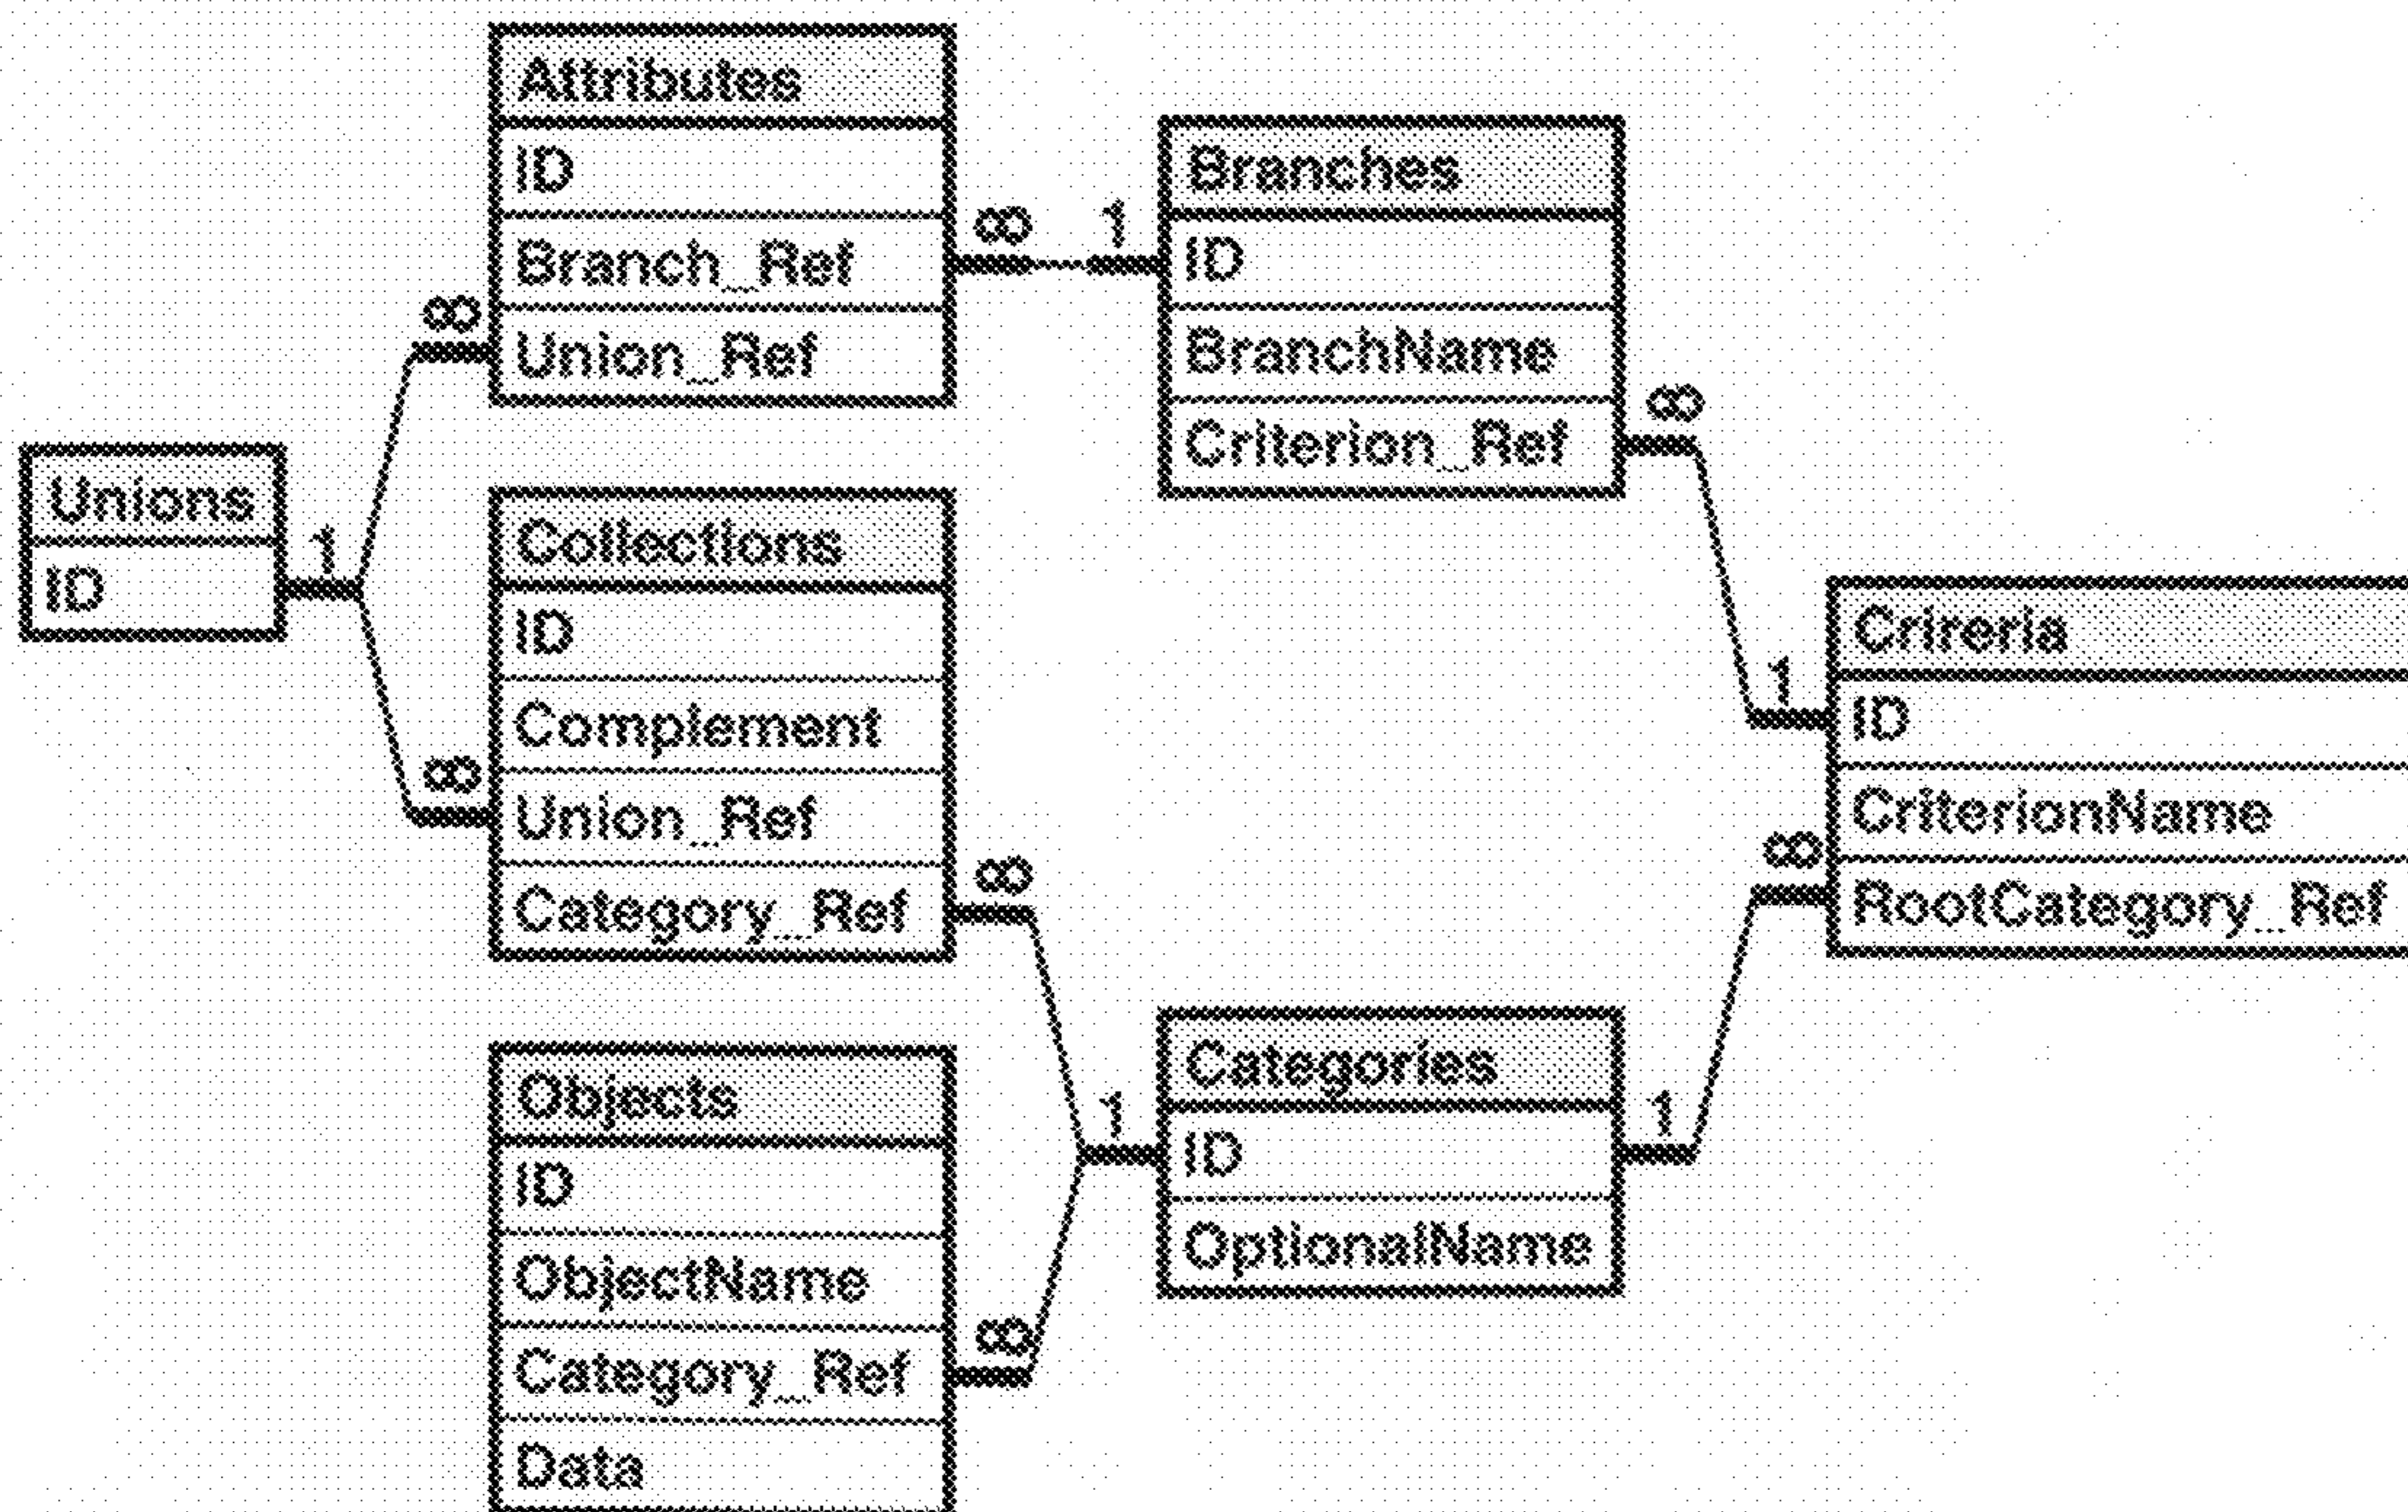 Attributes
ID
Branch_Ref
Union_Ref
∞
∞ 1
Branches
ID
BranchName
Criterion_Ref
∞
1
Unions
ID
1
∞
Collections
ID
Complement
Union_Ref
Category_Ref
∞
Crireria
ID
CriterionName
RootCategory_Ref
∞
Objects
ID
ObjectName
Category_Ref
Data
∞
1
Categories
ID
OptionalName
1